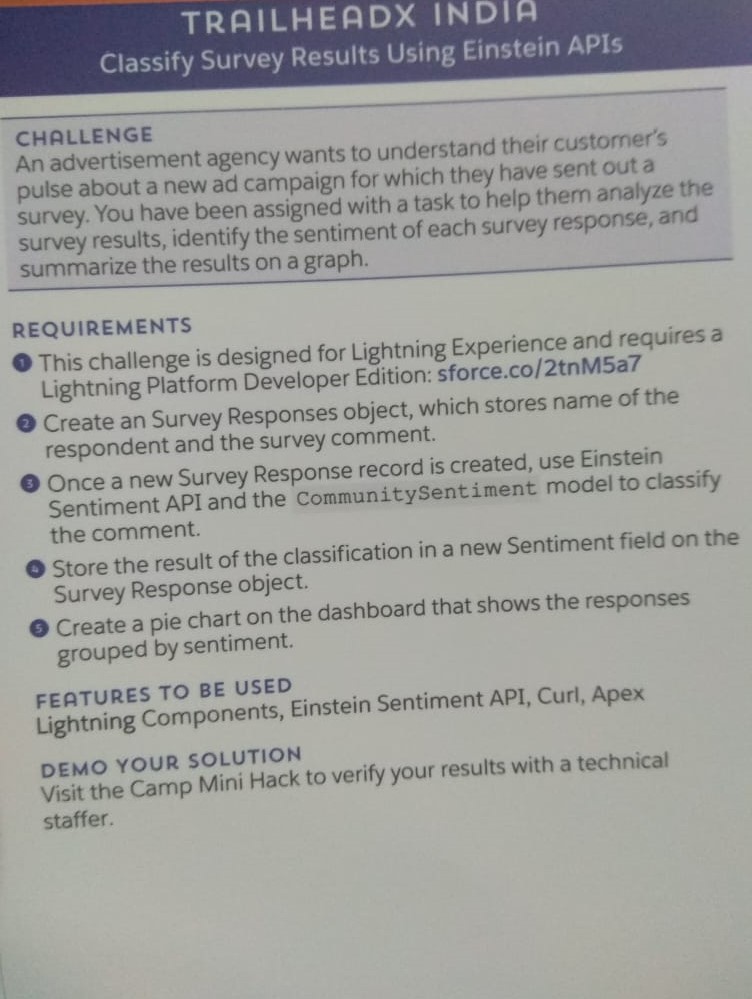 TRAILHEADX INDIA
Classify Survey Results Using Einstein APIs
CHALLENGE
An advertisement agency wants to understand their customer's
pulse about a new ad campaign for which they have sent out a
survey. You have been assigned with a task to help them analyze the
survey results, identify the sentiment of each survey response, and
summarize the results on a graph.
REQUIREMENTS
1 This challenge is designed for Lightning Experience and requires a
Lightning Platform Developer Edition: sforce.co/2tnM5a7
2 Create an Survey Responses object, which stores name of the
respondent and the survey comment.
3 Once a new Survey Response record is created, use Einstein
Sentiment API and the CommunitySentiment model to classify
the comment.
4 Store the result of the classification in a new Sentiment field on the
Survey Response object.
5 Create a pie chart on the dashboard that shows the responses
grouped by sentiment.
FEATURES TO BE USED
Lightning Components, Einstein Sentiment API, Curl, Apex
DEMO YOUR SOLUTION
Visit the Camp Mini Hack to verify your results with a technical
staffer.